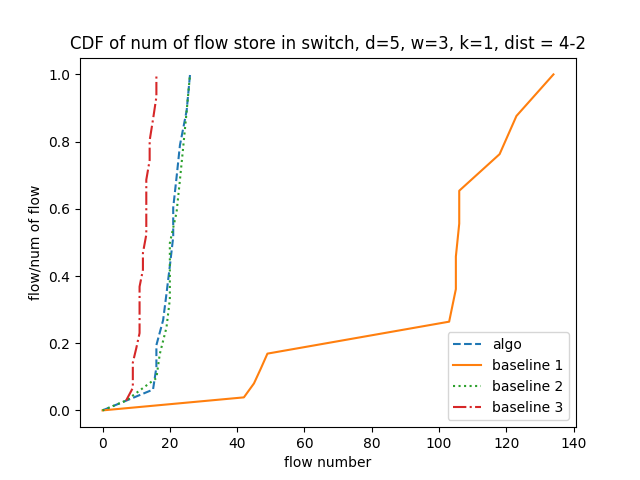 CDF of num of flow store in switch, d=5, w=3, k=1, dist = 4-2
1.0
0.8
0.6
0.4
0.2
0.0
flow/num of flow
algo
baseline 1
baseline 2
baseline 3
0 20 40 60 80 100 120 140
flow number